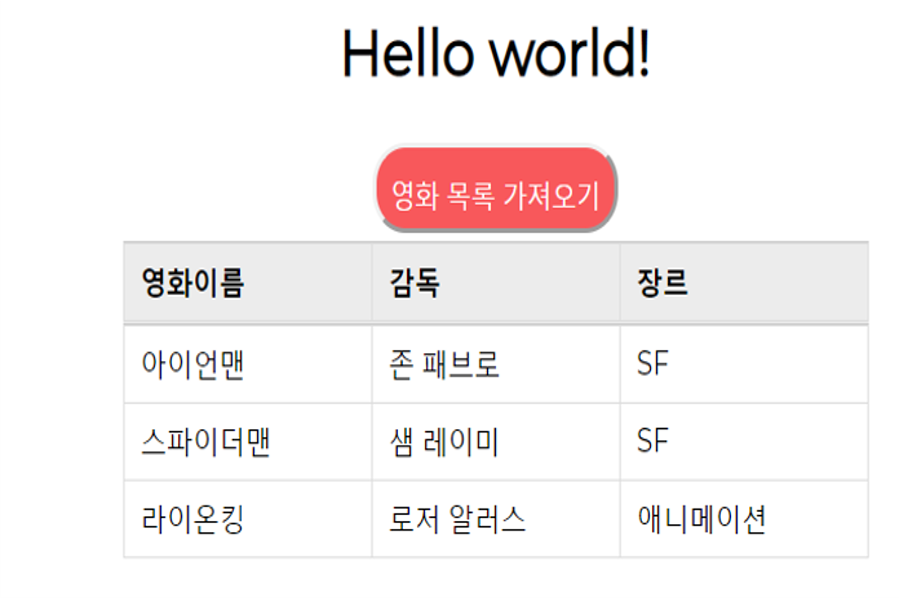 Hello world!
영화 목록 가져오기
영화이름 감독 장르
아이언맨 존 패브로 SF
스파이더맨 샘 레이미 SF
라이온킹 로저 알러스 애니메이션